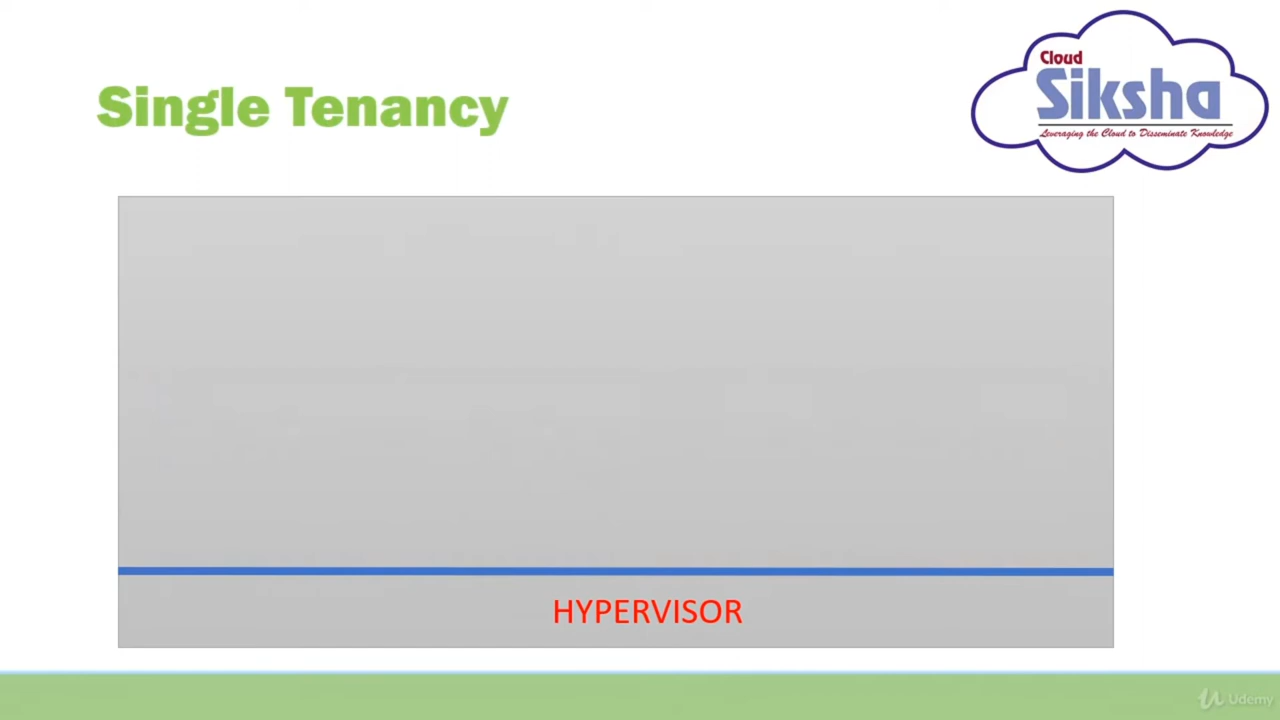 Single Tenancy
Cloud
Siksha
Leveraging the Cloud to Disseminate Knowledge
HYPERVISOR
Udemy